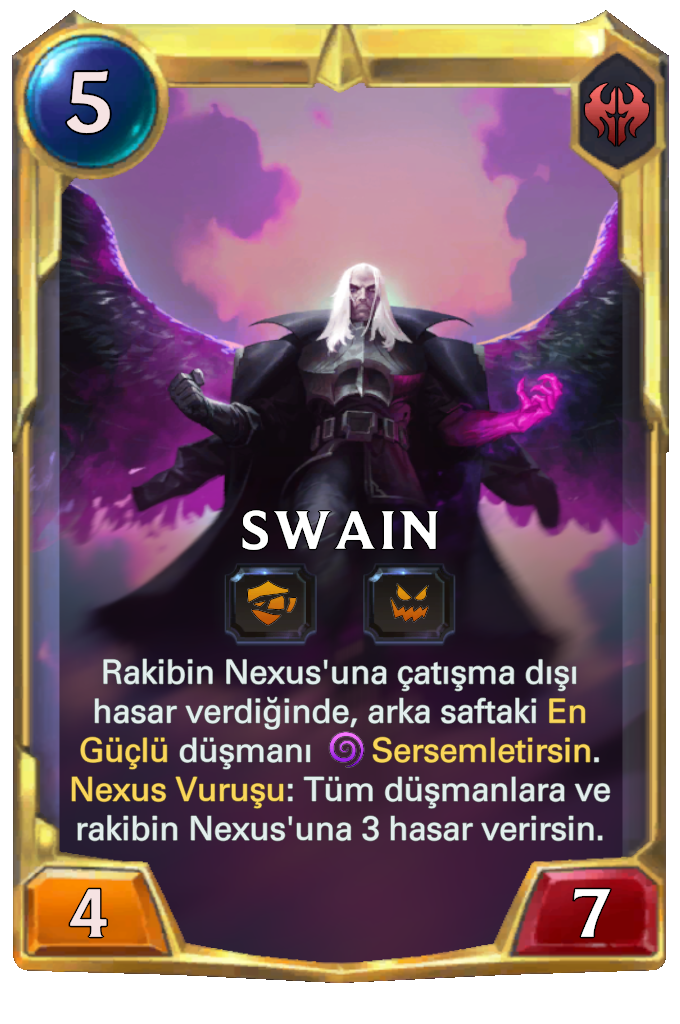 5
SWAIN
Rakibin Nexus'una çatışma dışı
hasar verdiğinde, arka saftaki En
Güçlü düşmanı Sersemletirsin.
Nexus Vuruşu: Tüm düşmanlara ve
rakibin Nexus'una 3 hasar verirsin.
4
7